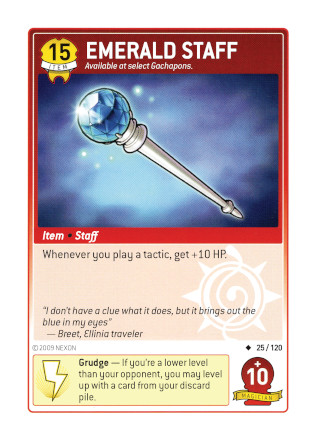 15
ITEM
EMERALD STAFF
Available at select Gachapons.
Item • Staff
Whenever you play a tactic, get +10 HP.
"I don't have a clue what it does, but it brings out the
blue in my eyes"
— Breet, Ellinia traveler
©2009 NEXON
◆ 25/120
Grudge — If you're a lower level
than your opponent, you may level
up with a card from your discard
pile.
10
MAGICIAN